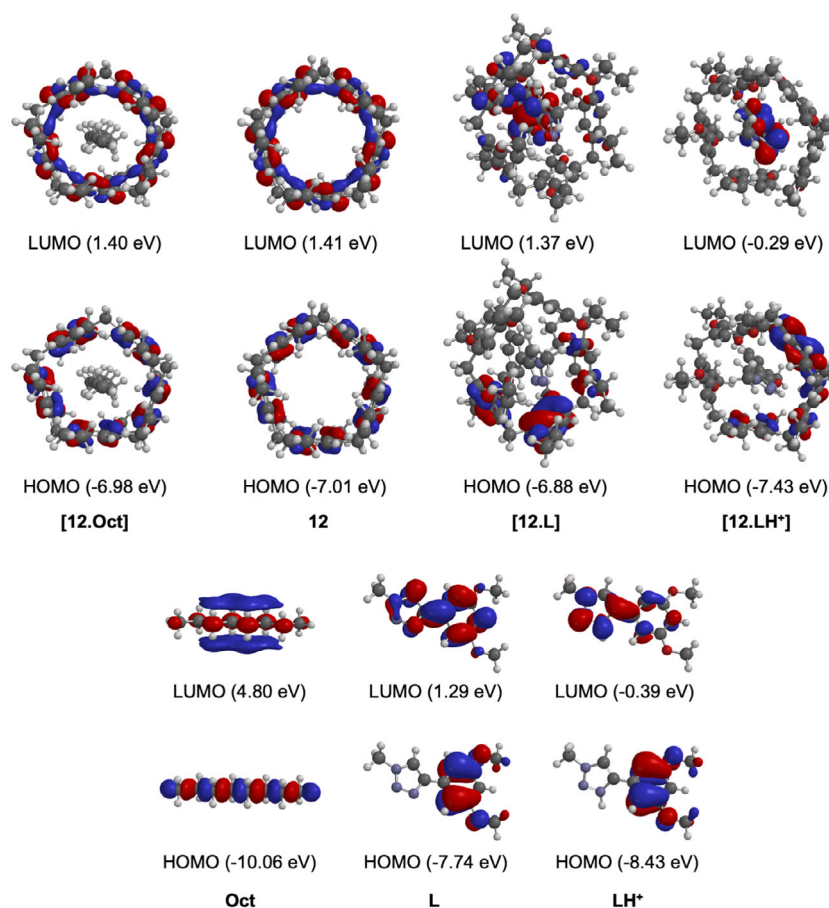 LUMO (1.40 eV) LUMO (1.41 eV) LUMO (1.37 eV) LUMO (-0.29 eV)
HOMO (-6.98 eV) HOMO (-7.01 eV) HOMO (-6.88 eV) HOMO (-7.43 eV)
[12.Oct] 12 [12.L] [12.LH⁺]
LUMO (4.80 eV) LUMO (1.29 eV) LUMO (-0.39 eV)
HOMO (-10.06 eV) HOMO (-7.74 eV) HOMO (-8.43 eV)
Oct L LH⁺